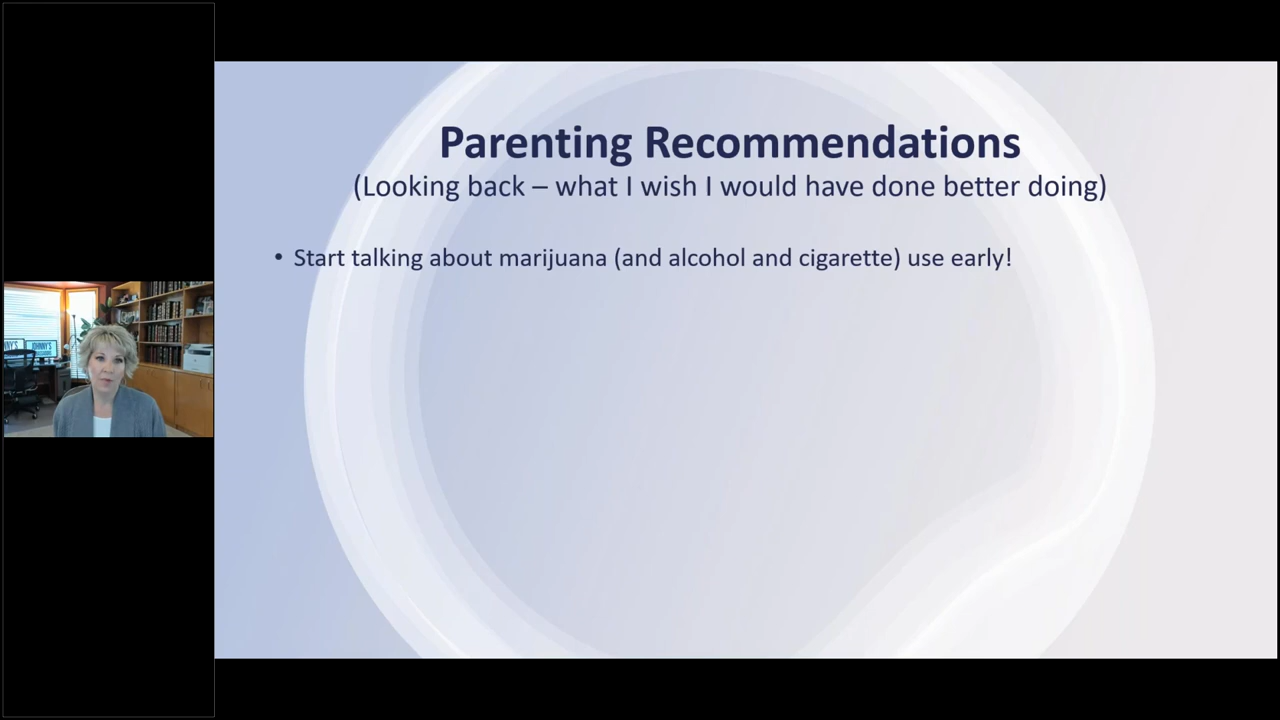 Parenting Recommendations
(Looking back – what I wish I would have done better doing)
• Start talking about marijuana (and alcohol and cigarette) use early!